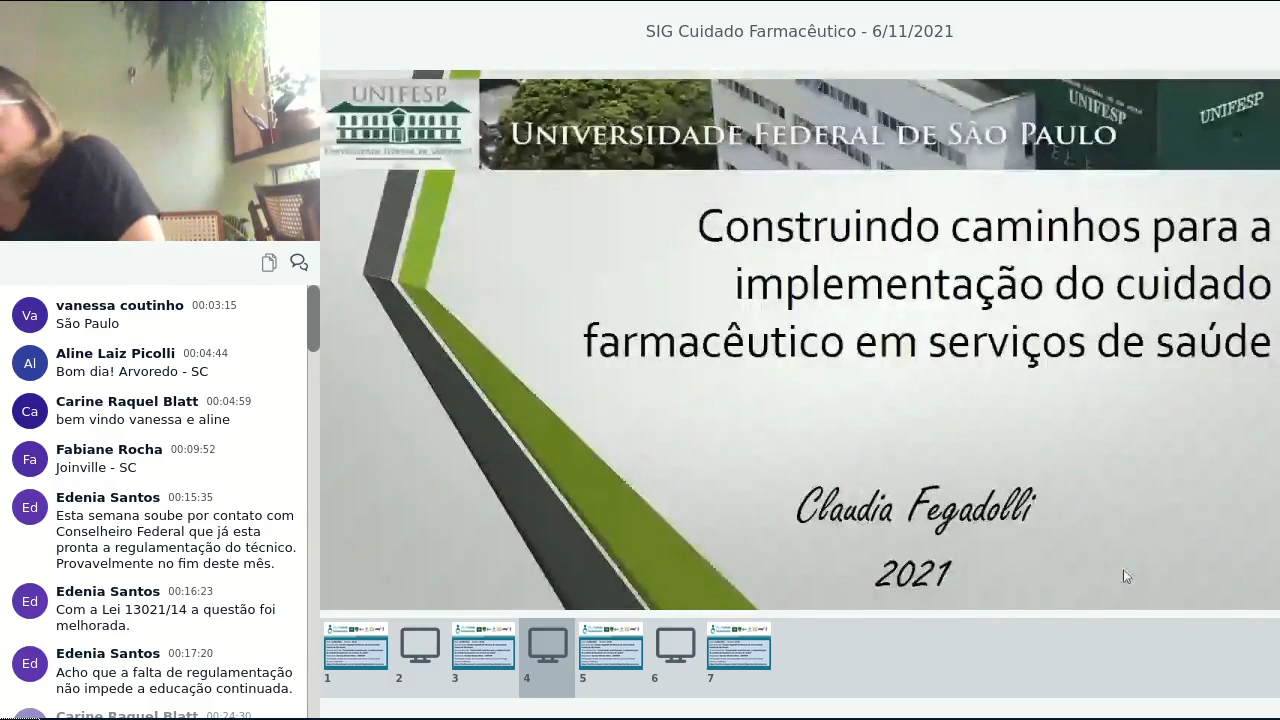 SIG Cuidado Farmacêutico - 6/11/2021
UNIFESP
UNIVERSIDADE FEDERAL DE SÃO PAULO
UNIFESP
UNIFESP
Construindo caminhos para a
implementação do cuidado
farmacêutico em serviços de saúde
Claudia Fegadolli
2021
Va
vanessa coutinho 00:03:15
São Paulo
Al
Aline Laiz Picolli 00:04:44
Bom dia! Arvoredo - SC
Ca
Carine Raquel Blatt 00:04:59
bem vindo vanessa e aline
Fa
Fabiane Rocha 00:09:52
Joinville - SC
Ed
Edenia Santos 00:15:35
Esta semana soube por contato com
Conselheiro Federal que já esta
pronta a regulamentação do técnico.
Provavelmente no fim deste mês.
Ed
Edenia Santos 00:16:23
Com a Lei 13021/14 a questão foi
melhorada.
Ed
Edenia Santos 00:17:20
Acho que a falta de regulamentação
não impede a educação continuada.
Carine Raquel Blatt 00:24:30
1
2
3
4
5
6
7